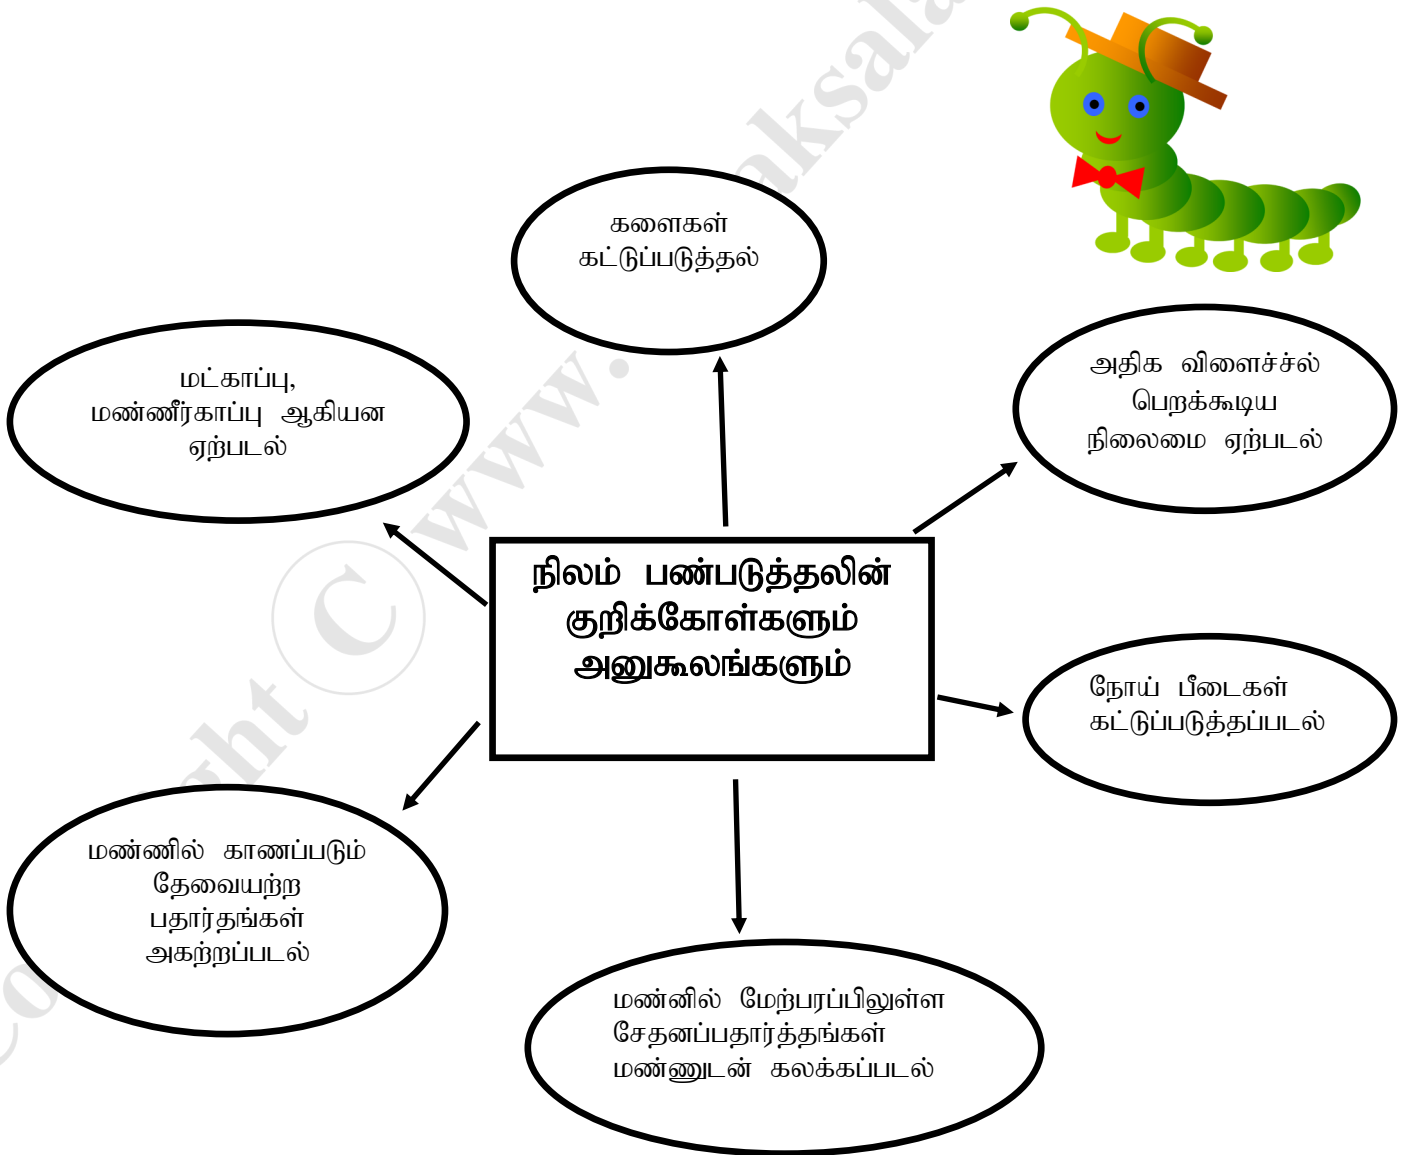 களைகள்
கட்டுப்படுத்தல்
மட்காப்பு,
மண்ணீர்காப்பு ஆகியன
ஏற்படல்
அதிக விளைச்ச்ல்
பெறக்கூடிய
நிலைமை ஏற்படல்
நிலம் பண்படுத்தலின்
குறிக்கோள்களும்
அனுகூலங்களும்
நோய் பீடைகள்
கட்டுப்படுத்தப்படல்
மண்ணில் காணப்படும்
தேவையற்ற
பதார்தங்கள்
அகற்றப்படல்
மண்னில் மேற்பரப்பிலுள்ள
சேதனப்பதார்த்தங்கள்
மண்ணுடன் கலக்கப்படல்
© www.